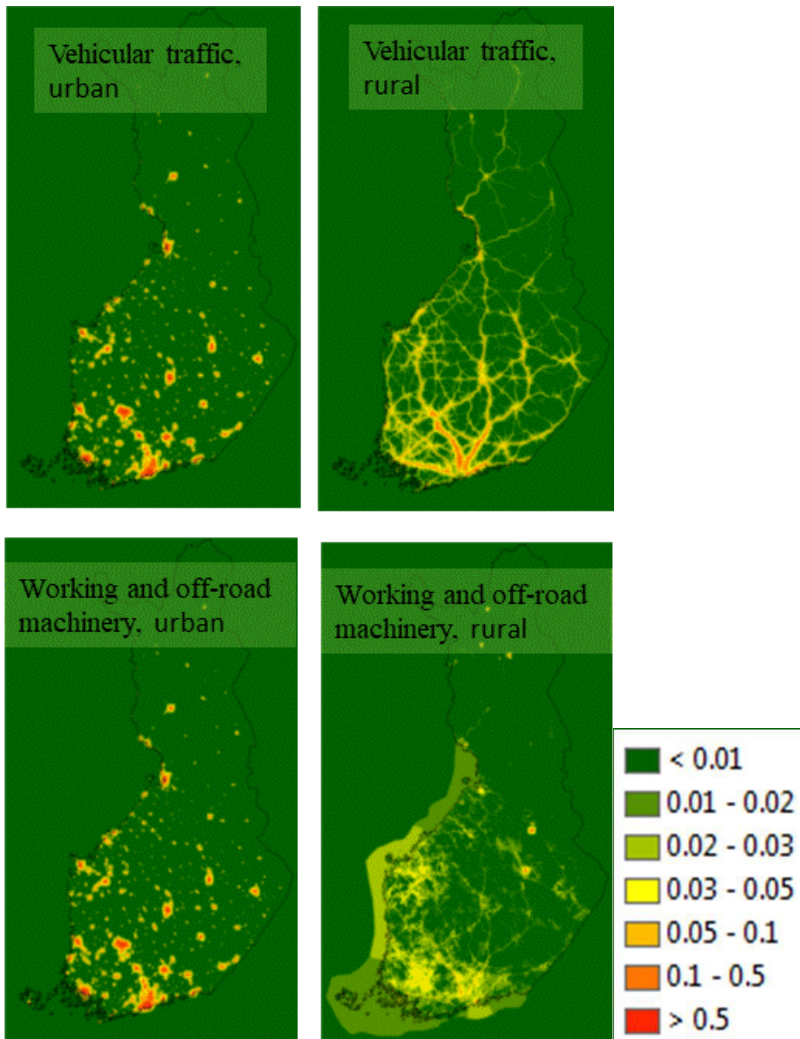 Vehicular traffic,
urban
Vehicular traffic,
rural
Working and off-road
machinery, urban
Working and off-road
machinery, rural
< 0.01
0.01 - 0.02
0.02 - 0.03
0.03 - 0.05
0.05 - 0.1
0.1 - 0.5
> 0.5